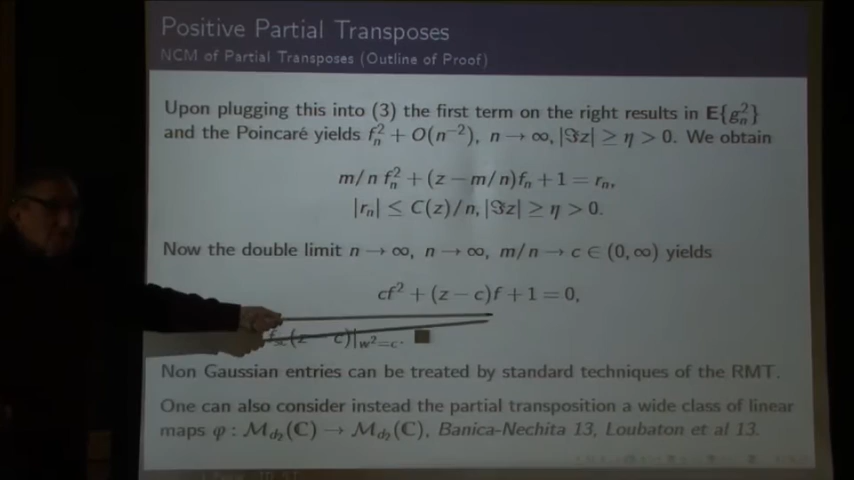 Positive Partial Transposes
NCM of Partial Transposes (Outline of Proof)
Upon plugging this into (3) the first term on the right results in E{g_n^2}
and the Poincaré yields f_n^2 + O(n^{-2}), n → ∞, |ℑz| ≥ η > 0. We obtain
m/n f_n^2 + (z − m/n)f_n + 1 = r_n,
|r_n| ≤ C(z)/n, |ℑz| ≥ η > 0.
Now the double limit n → ∞, n → ∞, m/n → c ∈ (0, ∞) yields
cf^2 + (z − c)f + 1 = 0,
(z − c)|_{w^2=c}. ■
Non Gaussian entries can be treated by standard techniques of the RMT.
One can also consider instead the partial transposition a wide class of linear
maps φ : M_{d_2}(ℂ) → M_{d_2}(ℂ), Banica-Nechita 13, Loubaton et al 13.